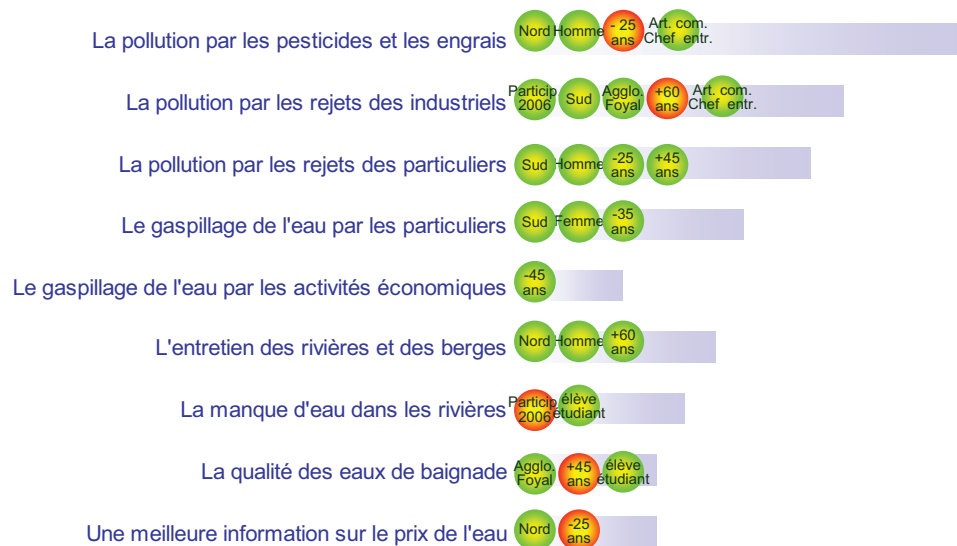 La pollution par les pesticides et les engrais Nord Homme - 25 ans Art. com. Chef entr.
La pollution par les rejets des industriels Particip 2006 Sud Agglo. Foyal +60 ans Art. com. Chef entr.
La pollution par les rejets des particuliers Sud Homme -25 ans +45 ans
Le gaspillage de l'eau par les particuliers Sud Femme -35 ans
Le gaspillage de l'eau par les activités économiques -45 ans
L'entretien des rivières et des berges Nord Homme +60 ans
La manque d'eau dans les rivières Particip 2006 élève étudiant
La qualité des eaux de baignade Agglo. Foyal +45 ans élève étudiant
Une meilleure information sur le prix de l'eau Nord -25 ans